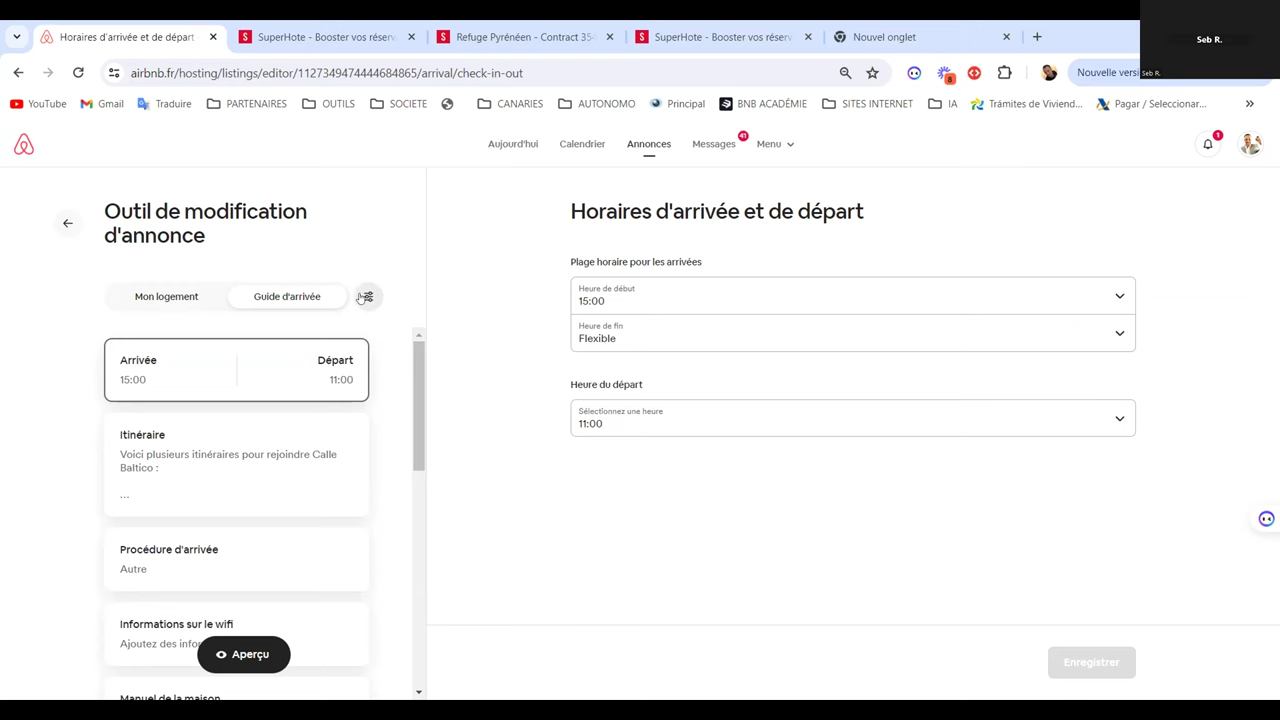 Horaires d'arrivée et de départ
SuperHote - Booster vos réserv
Refuge Pyrénéen - Contract 354
SuperHote - Booster vos réserv
Nouvel onglet
Seb R.
airbnb.fr/hosting/listings/editor/1127349474444684865/arrival/check-in-out
8
Nouvelle versi
Seb R.
YouTube
Gmail
Traduire
PARTENAIRES
OUTILS
SOCIETE
CANARIES
AUTONOMO
Principal
BNB ACADÉMIE
SITES INTERNET
IA
Trámites de Viviend...
Pagar / Seleccionar...
Aujourd'hui
Calendrier
Annonces
Messages
41
Menu
1
Outil de modification
d'annonce
Mon logement
Guide d'arrivée
Arrivée
Départ
15:00
11:00
Itinéraire
Voici plusieurs itinéraires pour rejoindre Calle
Baltico :
...
Procédure d'arrivée
Autre
Informations sur le wifi
Ajoutez des infor
Aperçu
Manuel de la maison
Horaires d'arrivée et de départ
Plage horaire pour les arrivées
Heure de début
15:00
Heure de fin
Flexible
Heure du départ
Sélectionnez une heure
11:00
Enregistrer